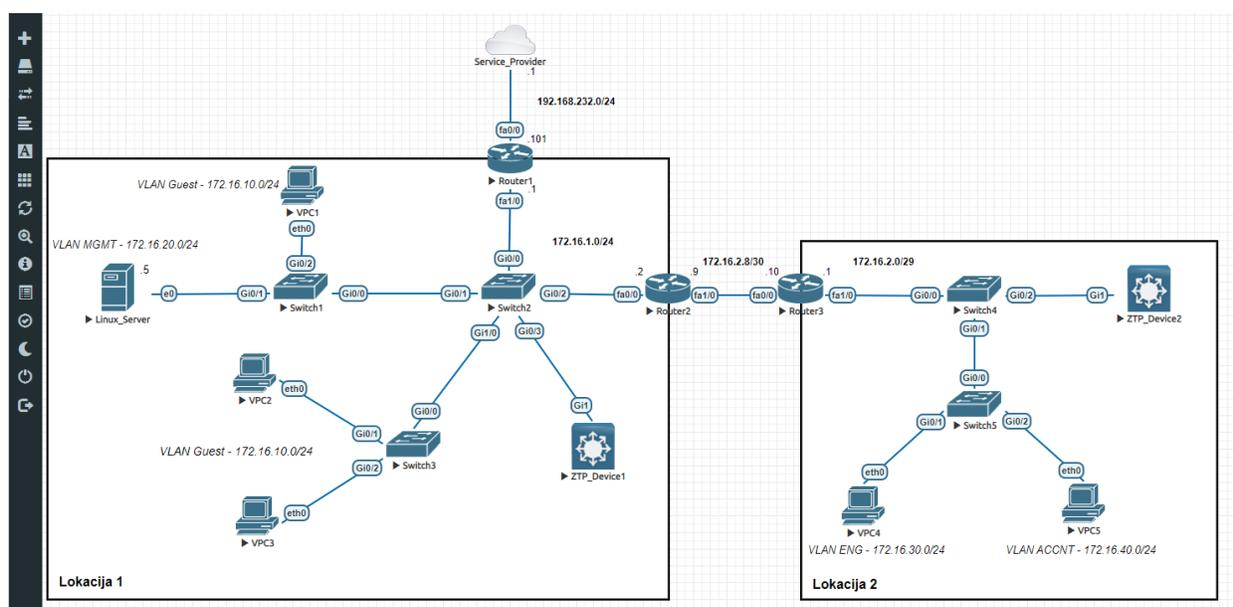 Service_Provider
.1
192.168.232.0/24
fa0/0
.101
Router1
.1
fa1/0
VLAN Guest - 172.16.10.0/24
VPC1
eth0
VLAN MGMT - 172.16.20.0/24
172.16.1.0/24
.5
Gi0/2
Gi0/0
e0
Gi0/1
Gi0/0
Gi0/1
Gi0/2
Linux_Server
Switch1
Switch2
.2
.9
172.16.2.8/30
.10
.1
172.16.2.0/29
fa0/0
fa1/0
fa0/0
fa1/0
Gi0/0
Gi0/2
Gi1
Router2
Router3
Switch4
ZTP_Device2
Gi1/0
Gi0/3
Gi0/1
Gi0/0
VPC2
eth0
Gi0/0
Gi1
Gi0/1
Switch5
Gi0/1
Gi0/2
VLAN Guest - 172.16.10.0/24
Gi0/2
Switch3
ZTP_Device1
eth0
VPC3
eth0
eth0
VPC4
VPC5
VLAN ENG - 172.16.30.0/24
VLAN ACCNT - 172.16.40.0/24
Lokacija 1
Lokacija 2